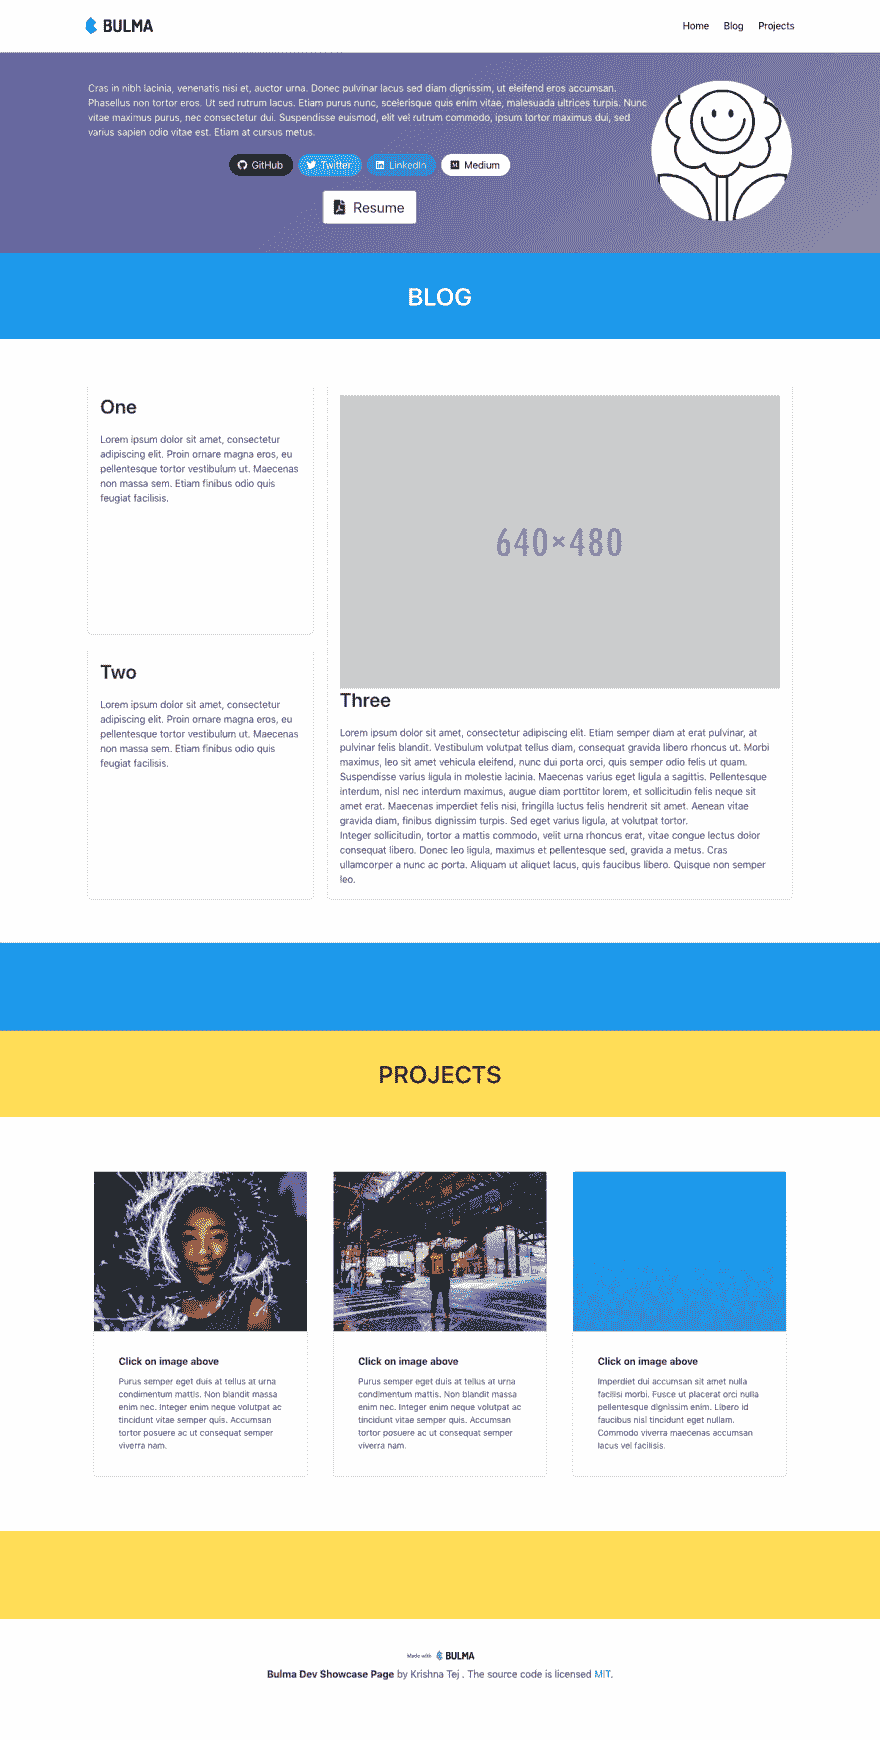 BULMA
Home Blog Projects
Cras in nibh lacinia, venenatis nisi et, auctor urna. Donec pulvinar lacus sed diam dignissim, ut eleifend eros accumsan.
Phasellus non tortor eros. Ut sed rutrum lacus. Etiam purus nunc, scelerisque quis enim vitae, malesuada ultrices turpis. Nunc
vitae maximus purus, nec consectetur dui. Suspendisse euismod, elit vel rutrum commodo, ipsum tortor maximus dui, sed
varius sapien odio vitae est. Etiam at cursus metus.
GitHub Twitter LinkedIn Medium
Resume
BLOG
One
Lorem ipsum dolor sit amet, consectetur
adipiscing elit. Proin ornare magna eros, eu
pellentesque tortor vestibulum ut. Maecenas
non massa sem. Etiam finibus odio quis
feugiat facilisis.
Two
Lorem ipsum dolor sit amet, consectetur
adipiscing elit. Proin ornare magna eros, eu
pellentesque tortor vestibulum ut. Maecenas
non massa sem. Etiam finibus odio quis
feugiat facilisis.
640×480
Three
Lorem ipsum dolor sit amet, consectetur adipiscing elit. Etiam semper diam at erat pulvinar, at
pulvinar felis blandit. Vestibulum volutpat tellus diam, consequat gravida libero rhoncus ut. Morbi
maximus, leo sit amet vehicula eleifend, nunc dui porta orci, quis semper odio felis ut quam.
Suspendisse varius ligula in molestie lacinia. Maecenas varius eget ligula a sagittis. Pellentesque
interdum, nisl nec interdum maximus, augue diam porttitor lorem, et sollicitudin felis neque sit
amet erat. Maecenas imperdiet felis nisi, fringilla luctus felis hendrerit sit amet. Aenean vitae
gravida diam, finibus dignissim turpis. Sed eget varius ligula, at volutpat tortor.
Integer sollicitudin, tortor a mattis commodo, velit urna rhoncus erat, vitae congue lectus dolor
consequat libero. Donec leo ligula, maximus et pellentesque sed, gravida a metus. Cras
ullamcorper a nunc ac porta. Aliquam ut aliquet lacus, quis faucibus libero. Quisque non semper
leo.
PROJECTS
Click on image above
Purus semper eget duis at tellus at urna
condimentum mattis. Non blandit massa
enim nec. Integer enim neque volutpat ac
tincidunt vitae semper quis. Accumsan
tortor posuere ac ut consequat semper
viverra nam.
Click on image above
Purus semper eget duis at tellus at urna
condimentum mattis. Non blandit massa
enim nec. Integer enim neque volutpat ac
tincidunt vitae semper quis. Accumsan
tortor posuere ac ut consequat semper
viverra nam.
Click on image above
Imperdiet dui accumsan sit amet nulla
facilisi morbi. Fusce ut placerat orci nulla
pellentesque dignissim enim. Libero id
faucibus nisl tincidunt eget nullam.
Commodo viverra maecenas accumsan
lacus vel facilisis.
Made with BULMA
Bulma Dev Showcase Page by Krishna Tej . The source code is licensed MIT.